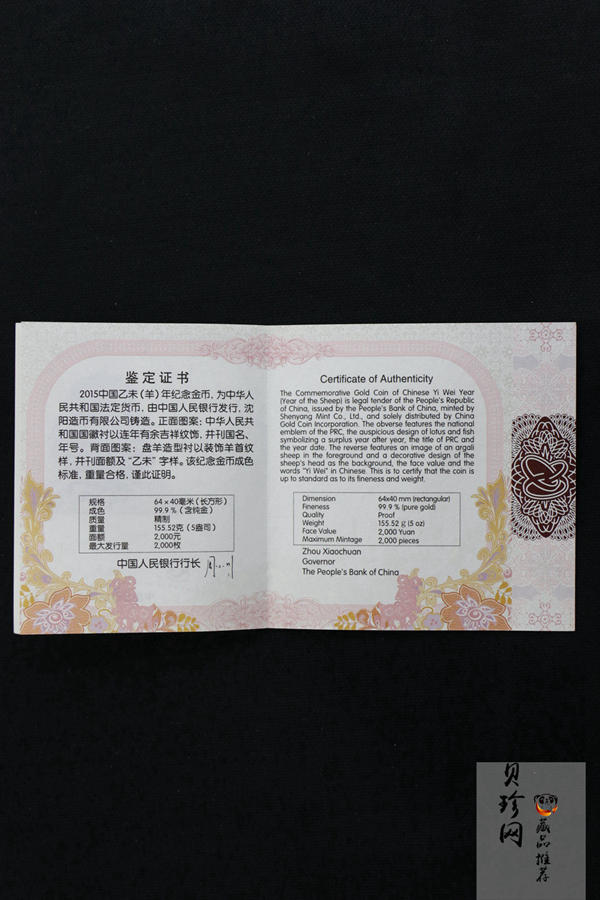 鉴定证书
2015中国乙未(羊)年纪念金币，为中华人
民共和国法定货币，由中国人民银行发行，沈
阳造币有限公司铸造。正面图案：中华人民共
和国国徽衬以连年有余吉祥纹饰，并刊国名、
年号。背面图案：盘羊造型衬以装饰羊首纹
样，并刊面额及“乙未”字样。该纪念金币成色
标准，重量合格，谨此证明。
规格 64×40毫米(长方形)
成色 99.9%(含纯金)
质量 精制
重量 155.52克(5盎司)
面额 2,000元
最大发行量 2,000枚
中国人民银行行长
Certificate of Authenticity
The Commemorative Gold Coin of Chinese Yi Wei Year
(Year of the Sheep) is legal tender of the People's Republic
of China, issued by the People's Bank of China, minted by
Shenyang Mint Co., Ltd., and solely distributed by China
Gold Coin Incorporation. The obverse features the national
emblem of the PRC, the auspicious design of lotus and fish
symbolizing a surplus year after year, the title of PRC and
the year date. The reverse features an image of an argali
sheep in the foreground and a decorative design of the
sheep's head as the background, the face value and the
words "Yi Wei" in Chinese. This is to certify that the coin is
up to standard as to its fineness and weight.
Dimension 64x40 mm (rectangular)
Fineness 99.9 % (pure gold)
Quality Proof
Weight 155.52 g (5 oz)
Face Value 2,000 Yuan
Maximum Mintage 2,000 pieces
Zhou Xiaochuan
Governor
The People's Bank of China
贝珍网
藏品推荐